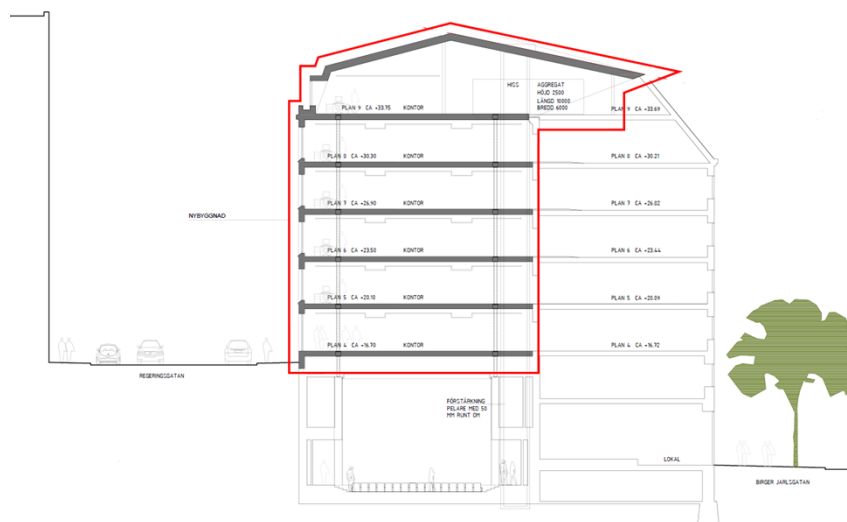 HISS
AGGREGAT
HÖJD 2500
LÄNGD 10000
BREDD 6000
PLAN 9 CA +33.75 KONTOR
PLAN 9 CA +33.69
PLAN 8 CA +30.30 KONTOR
PLAN 8 CA +30.21
PLAN 7 CA +26.90 KONTOR
PLAN 7 CA +26.82
NYBYGGNAD
PLAN 6 CA +23.50 KONTOR
PLAN 6 CA +23.44
PLAN 5 CA +20.10 KONTOR
PLAN 5 CA +20.09
PLAN 4 CA +16.70 KONTOR
PLAN 4 CA +16.72
REGERINGSGATAN
FÖRSTÄRKNING
PELARE MED 50
MM RUNT OM
LOKAL
BIRGER JARLSGATAN